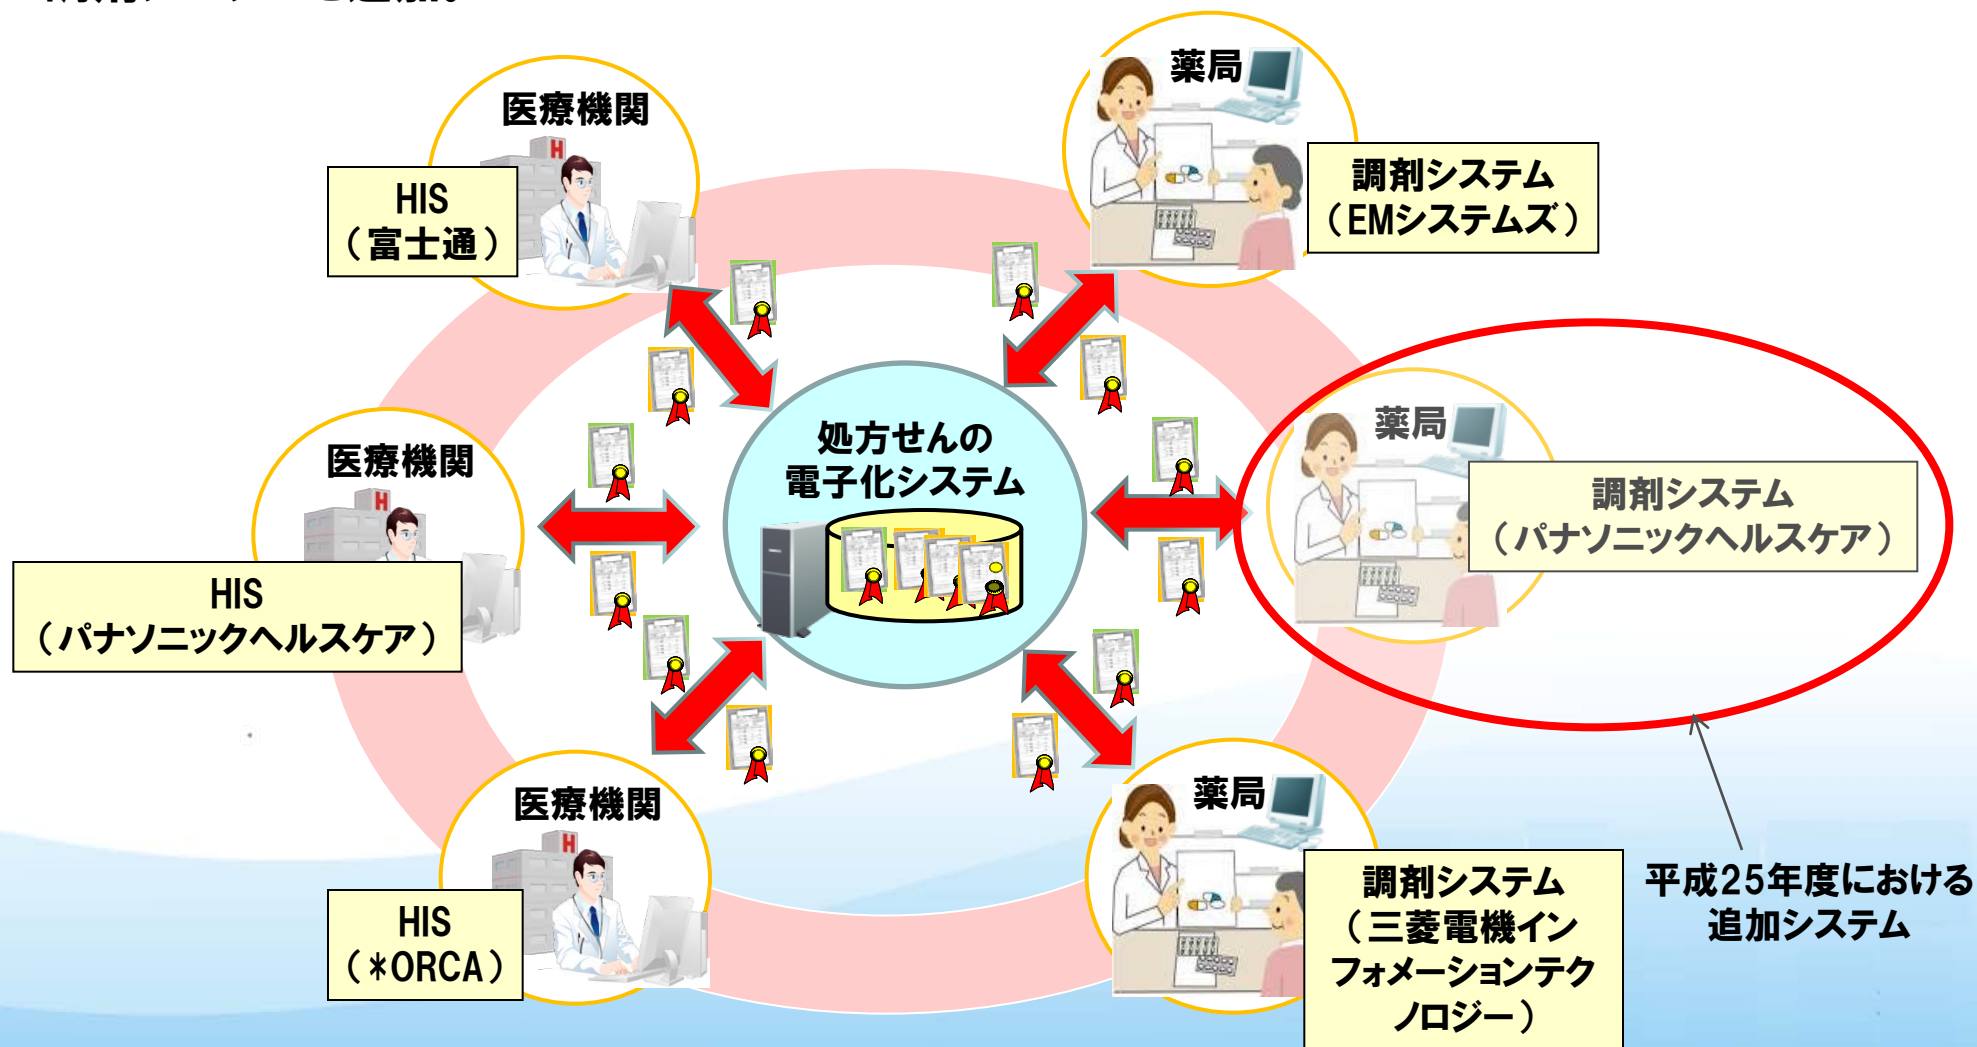 医療機関
HIS
（富士通）
薬局
調剤システム
（EMシステムズ）
医療機関
HIS
（パナソニックヘルスケア）
処方せんの
電子化システム
薬局
調剤システム
（パナソニックヘルスケア）
医療機関
HIS
（*ORCA）
薬局
調剤システム
（三菱電機イン
フォメーションテク
ノロジー）
平成25年度における
追加システム
H
H
H